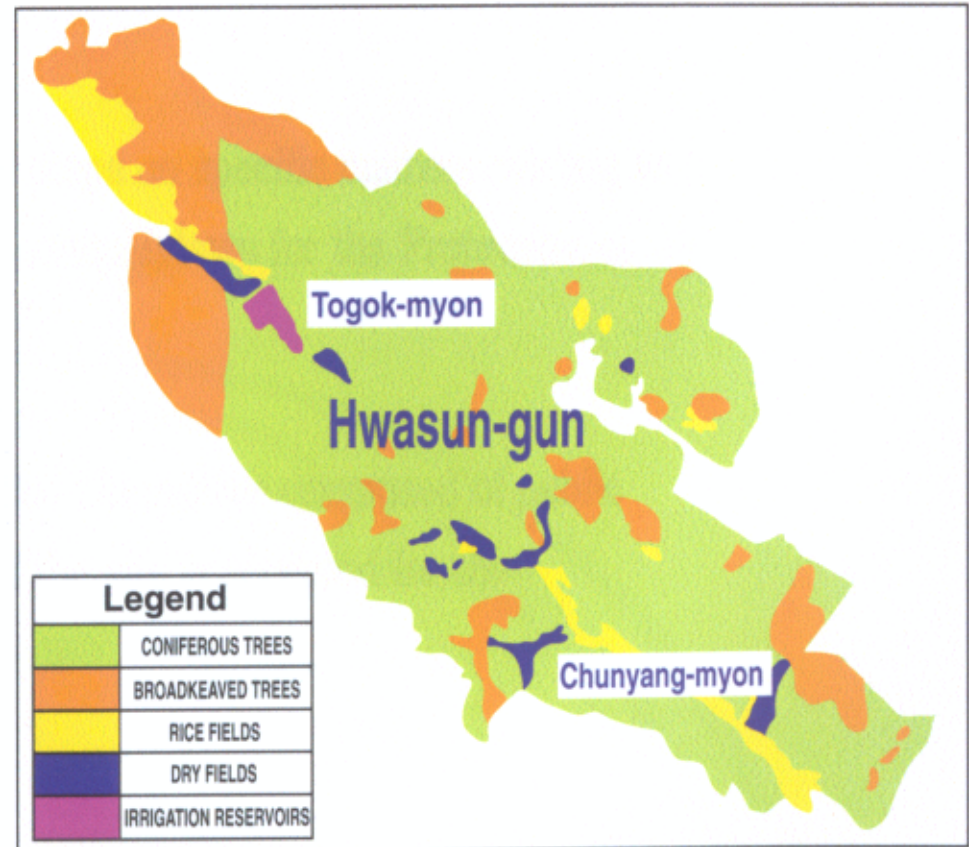 Togok-myon
Hwasun-gun
Chunyang-myon
Legend
CONIFEROUS TREES
BROADKEAVED TREES
RICE FIELDS
DRY FIELDS
IRRIGATION RESERVOIRS